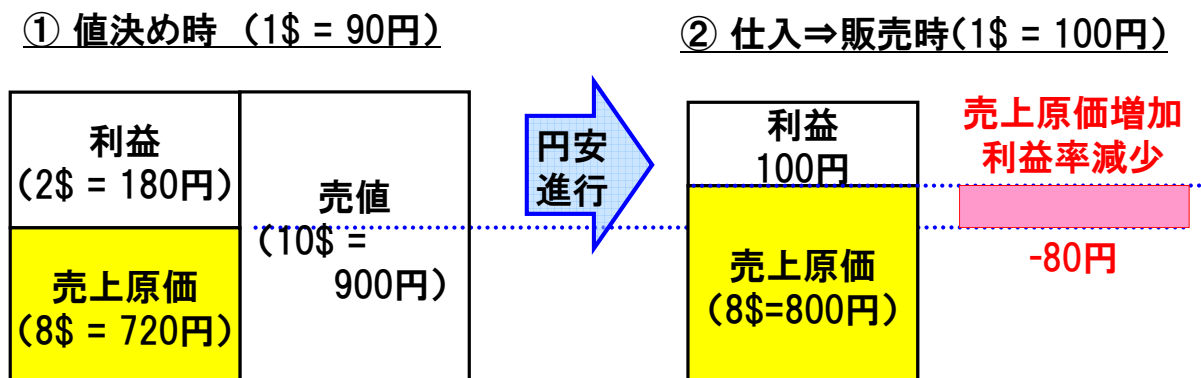 ① 値決め時 (1$ = 90円)
利益
(2$ = 180円)
売上原価
(8$ = 720円)
売値
(10$ =
900円)
円安
進行
② 仕入⇒販売時(1$ = 100円)
利益
100円
売上原価
(8$=800円)
売上原価増加
利益率減少
-80円